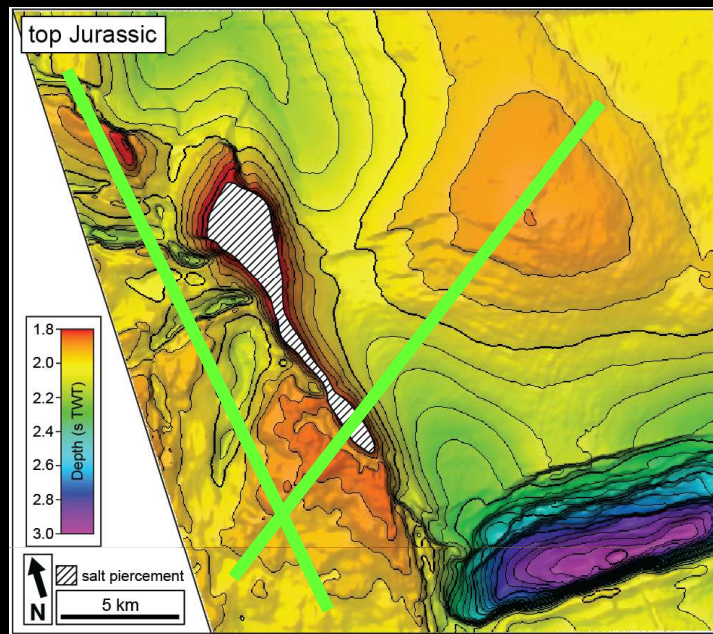 top Jurassic
1.8
2.0
2.2
2.4
2.6
2.8
3.0
Depth (s TWT)
N
salt piercement
5 km